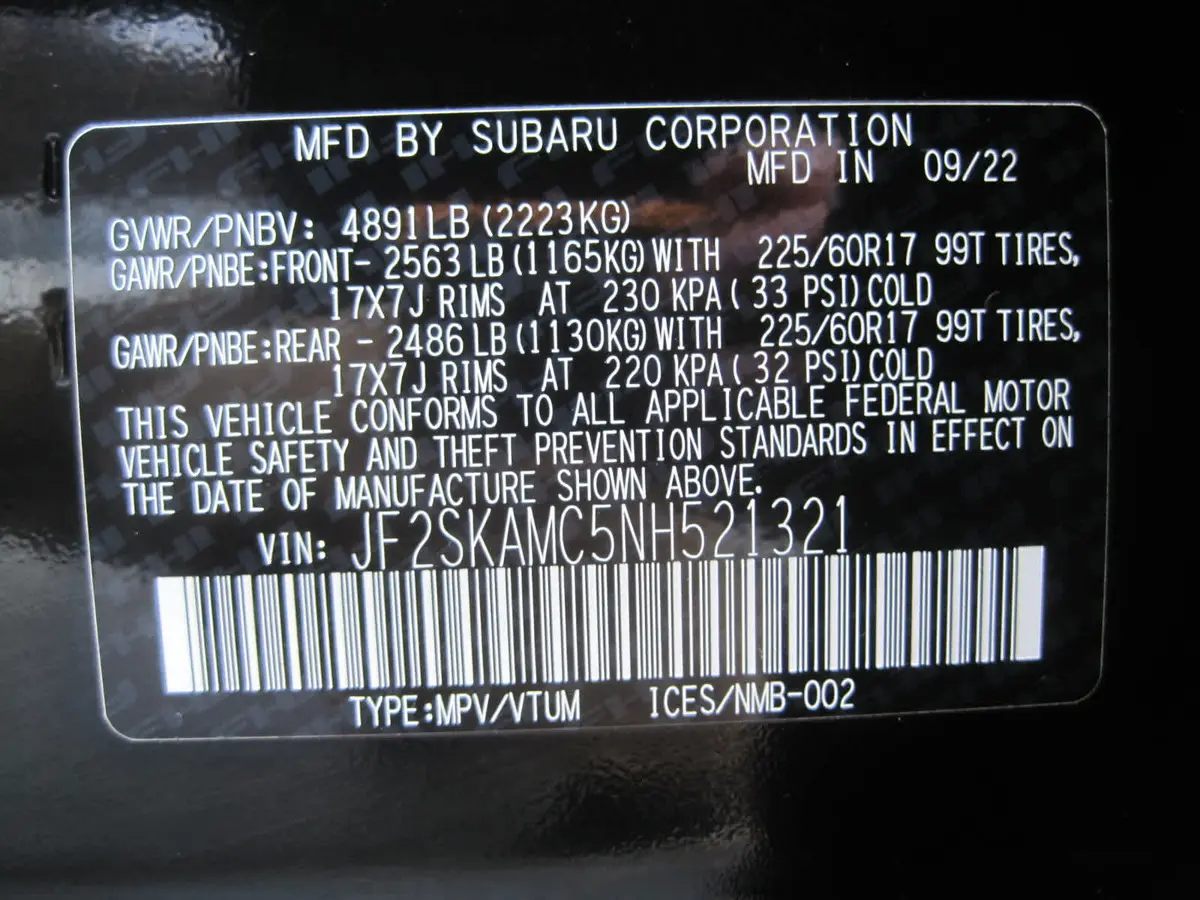 MFD BY SUBARU CORPORATION
MFD IN 09/22
GVWR/PNBV: 4891LB (2223KG)
GAWR/PNBE:FRONT- 2563 LB (1165KG) WITH 225/60R17 99T TIRES,
17X7J RIMS AT 230 KPA( 33 PSI) COLD
GAWR/PNBE:REAR - 2486 LB (1130KG) WITH 225/60R17 99T TIRES,
17X7J RIMS AT 220 KPA( 32 PSI) COLD
THIS VEHICLE CONFORMS TO ALL APPLICABLE FEDERAL MOTOR
VEHICLE SAFETY AND THEFT PREVENTION STANDARDS IN EFFECT ON
THE DATE OF MANUFACTURE SHOWN ABOVE.
VIN: JF2SKAMC5NH521321
TYPE:MPV/VTUM ICES/NMB-002